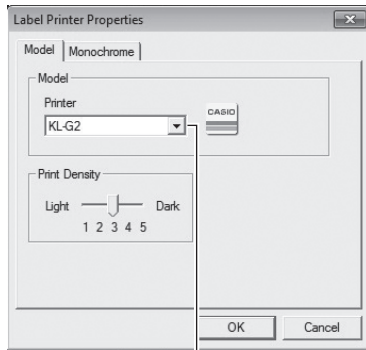 Label Printer Properties
Model Monochrome
Model
Printer
KL-G2
CASIO
Print Density
Light Dark
1 2 3 4 5
OK Cancel